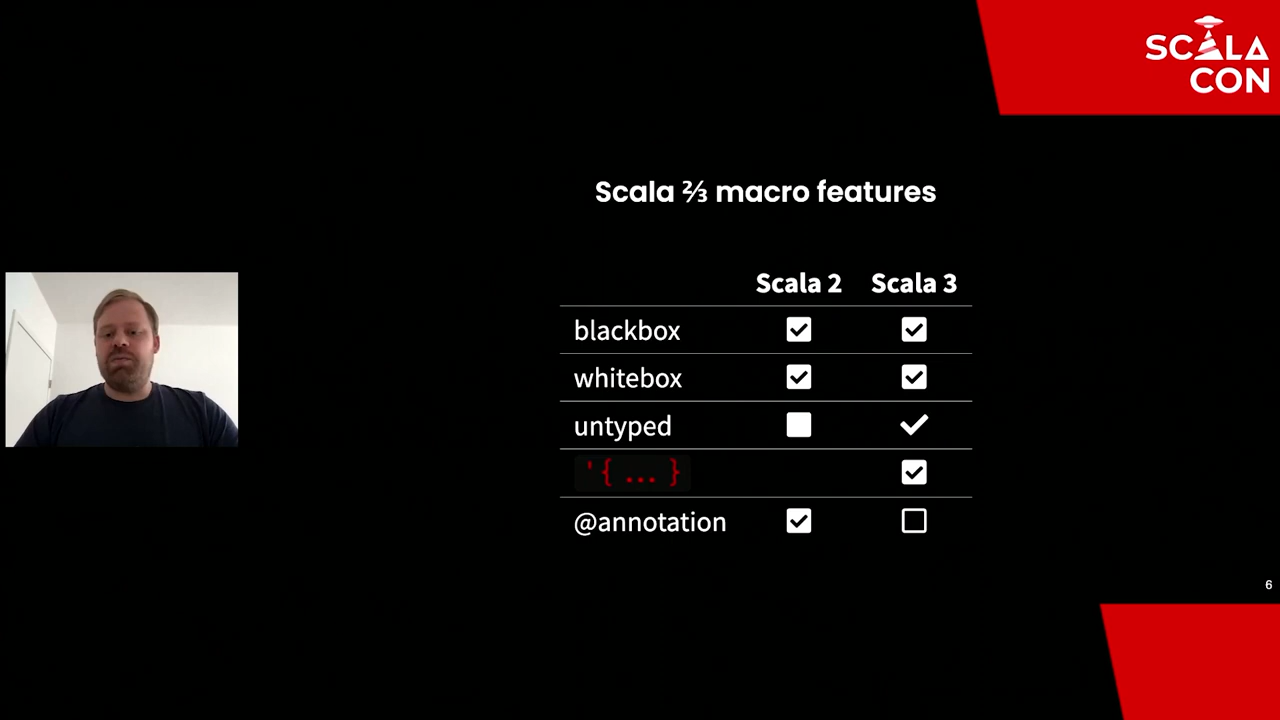 SCALA
CON
Scala ⅔ macro features
Scala 2 Scala 3
blackbox
whitebox
untyped
'{ ... }
@annotation
6